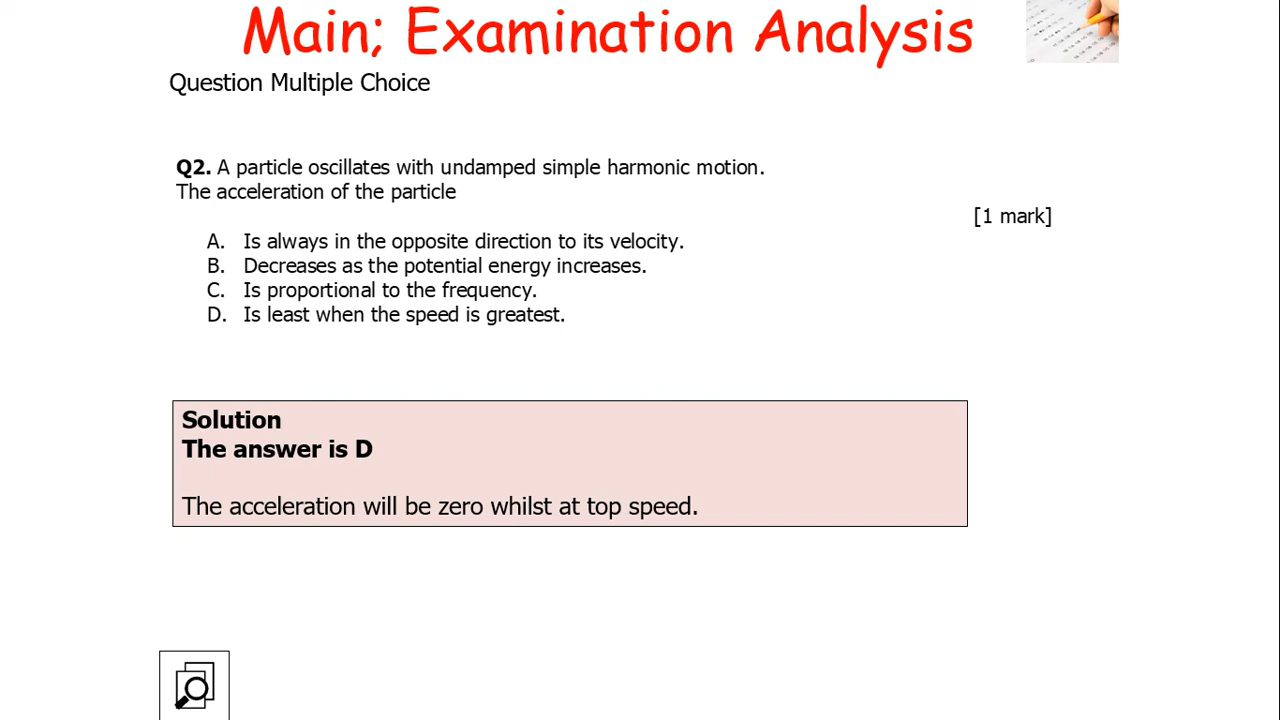 Main; Examination Analysis
Question Multiple Choice
Q2. A particle oscillates with undamped simple harmonic motion.
The acceleration of the particle
[1 mark]
A. Is always in the opposite direction to its velocity.
B. Decreases as the potential energy increases.
C. Is proportional to the frequency.
D. Is least when the speed is greatest.
Solution
The answer is D
The acceleration will be zero whilst at top speed.